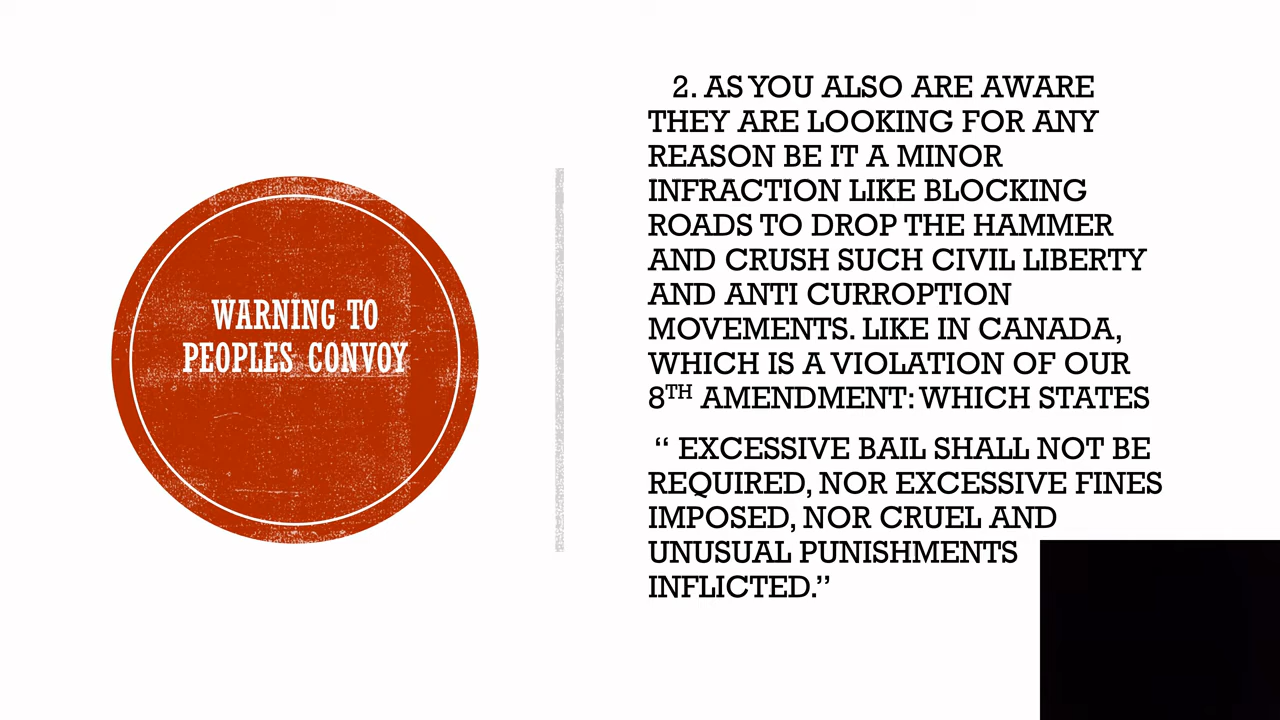 WARNING TO
PEOPLES CONVOY
2. AS YOU ALSO ARE AWARE
THEY ARE LOOKING FOR ANY
REASON BE IT A MINOR
INFRACTION LIKE BLOCKING
ROADS TO DROP THE HAMMER
AND CRUSH SUCH CIVIL LIBERTY
AND ANTI CURROPTION
MOVEMENTS. LIKE IN CANADA,
WHICH IS A VIOLATION OF OUR
8TH AMENDMENT: WHICH STATES
“ EXCESSIVE BAIL SHALL NOT BE
REQUIRED, NOR EXCESSIVE FINES
IMPOSED, NOR CRUEL AND
UNUSUAL PUNISHMENTS
INFLICTED.”